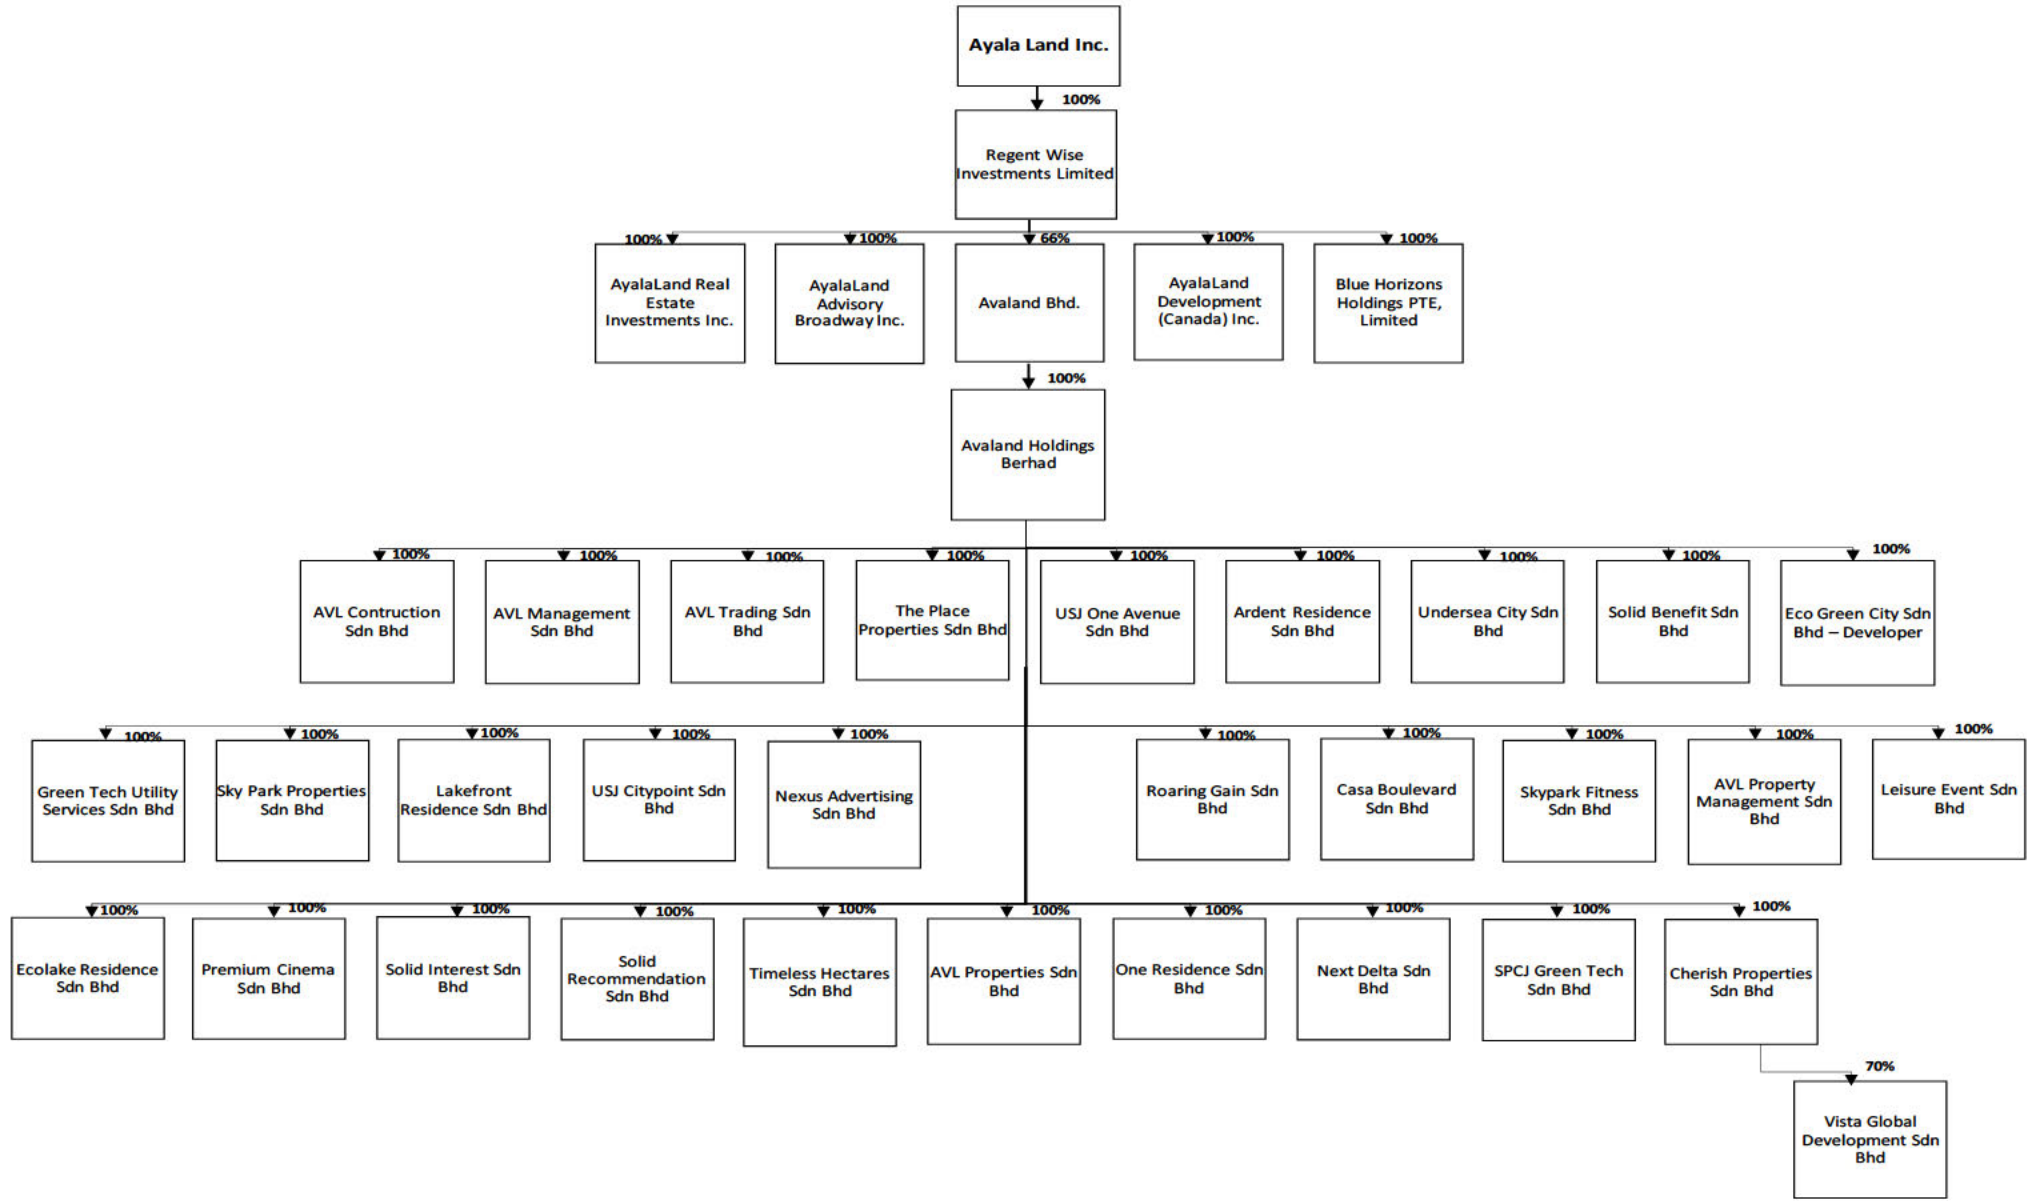 Ayala Land Inc.
100%
Regent Wise
Investments Limited
100%
100%
66%
100%
100%
AyalaLand Real
Estate
Investments Inc.
AyalaLand
Advisory
Broadway Inc.
Avaland Bhd.
AyalaLand
Development
(Canada) Inc.
Blue Horizons
Holdings PTE,
Limited
100%
Avaland Holdings
Berhad
100%
100%
100%
100%
100%
100%
100%
100%
100%
AVL Contruction
Sdn Bhd
AVL Management
Sdn Bhd
AVL Trading Sdn
Bhd
The Place
Properties Sdn Bhd
USJ One Avenue
Sdn Bhd
Ardent Residence
Sdn Bhd
Undersea City Sdn
Bhd
Solid Benefit Sdn
Bhd
Eco Green City Sdn
Bhd – Developer
100%
100%
100%
100%
100%
100%
100%
100%
100%
100%
Green Tech Utility
Services Sdn Bhd
Sky Park Properties
Sdn Bhd
Lakefront
Residence Sdn Bhd
USJ Citypoint Sdn
Bhd
Nexus Advertising
Sdn Bhd
Roaring Gain Sdn
Bhd
Casa Boulevard
Sdn Bhd
Skypark Fitness
Sdn Bhd
AVL Property
Management Sdn
Bhd
Leisure Event Sdn
Bhd
100%
100%
100%
100%
100%
100%
100%
100%
100%
100%
Ecolake Residence
Sdn Bhd
Premium Cinema
Sdn Bhd
Solid Interest Sdn
Bhd
Solid
Recommendation
Sdn Bhd
Timeless Hectares
Sdn Bhd
AVL Properties Sdn
Bhd
One Residence Sdn
Bhd
Next Delta Sdn
Bhd
SPCJ Green Tech
Sdn Bhd
Cherish Properties
Sdn Bhd
70%
Vista Global
Development Sdn
Bhd